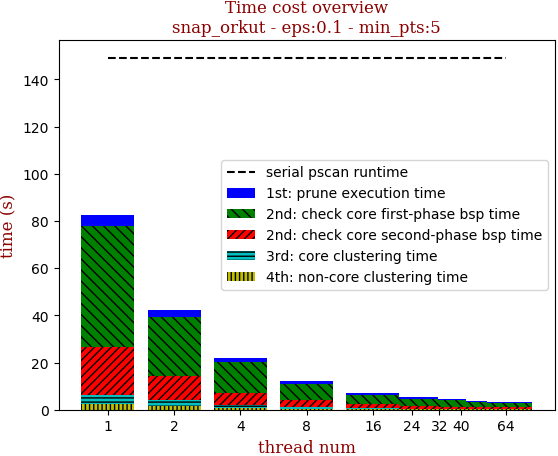 Time cost overview
snap_orkut - eps:0.1 - min_pts:5
time (s)
140
120
100
80
60
40
20
0
serial pscan runtime
1st: prune execution time
2nd: check core first-phase bsp time
2nd: check core second-phase bsp time
3rd: core clustering time
4th: non-core clustering time
1 2 4 8 16 24 32 40 64
thread num